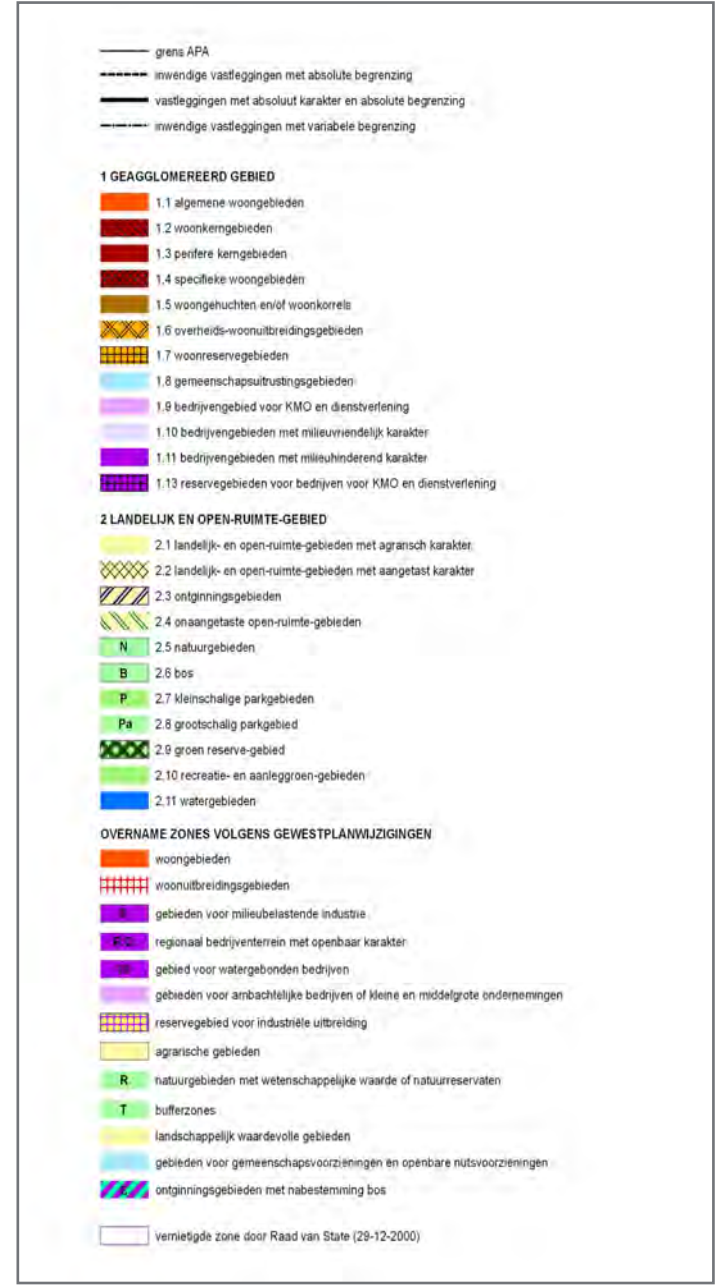 grens APA
inwendige vastleggingen met absolute begrenzing
vastleggingen met absoluut karakter en absolute begrenzing
inwendige vastleggingen met variabele begrenzing
1 GEAGGLOMEREERD GEBIED
1.1 algemene woongebieden
1.2 woonkerngebieden
1.3 perifere kerngebieden
1.4 specifieke woongebieden
1.5 woongehuchten en/of woonkorrels
1.6 overheids-woonuitbreidingsgebieden
1.7 woonreservegebieden
1.8 gemeenschapsuitrustingsgebieden
1.9 bedrijvengebied voor KMO en dienstverlening
1.10 bedrijvengebieden met milieuvriendelijk karakter
1.11 bedrijvengebieden met milieuhinderend karakter
1.13 reservegebieden voor bedrijven voor KMO en dienstverlening
2 LANDELIJK EN OPEN-RUIMTE-GEBIED
2.1 landelijk- en open-ruimte-gebieden met agrarisch karakter
2.2 landelijk- en open-ruimte-gebieden met aangetast karakter
2.3 ontginningsgebieden
2.4 onaangetaste open-ruimte-gebieden
N 2.5 natuurgebieden
B 2.6 bos
P 2.7 kleinschalige parkgebieden
Pa 2.8 grootschalig parkgebied
2.9 groen reserve-gebied
2.10 recreatie- en aanleggroen-gebieden
2.11 watergebieden
OVERNAME ZONES VOLGENS GEWESTPLANWIJZIGINGEN
woongebieden
woonuitbreidingsgebieden
gebieden voor milieubelastende industrie
regionaal bedrijventerrein met openbaar karakter
gebied voor watergebonden bedrijven
gebieden voor ambachtelijke bedrijven of kleine en middelgrote ondernemingen
reservegebied voor industriële uitbreiding
agrarische gebieden
R natuurgebieden met wetenschappelijke waarde of natuurreservaten
T bufferzones
landschappelijk waardevolle gebieden
gebieden voor gemeenschapsvoorzieningen en openbare nutsvoorzieningen
ontginningsgebieden met nabestemming bos
vernietigde zone door Raad van State (29-12-2000)